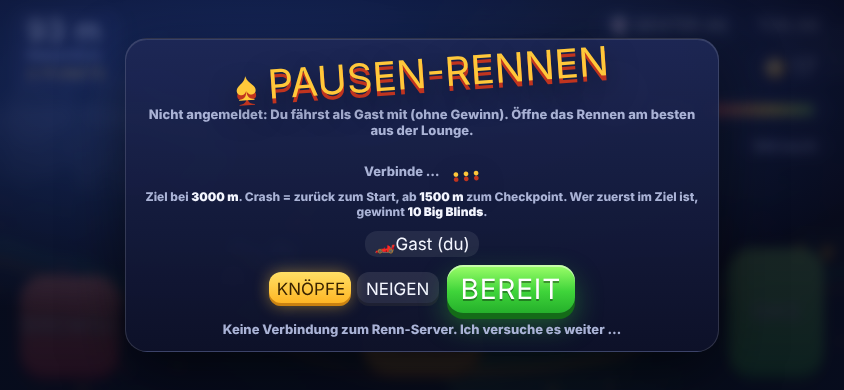 ♠ PAUSEN-RENNEN
Nicht angemeldet: Du fährst als Gast mit (ohne Gewinn). Öffne das Rennen am besten
aus der Lounge.
Verbinde ... ...
Ziel bei 3000 m. Crash = zurück zum Start, ab 1500 m zum Checkpoint. Wer zuerst im Ziel ist,
gewinnt 10 Big Blinds.
🏎️Gast (du)
KNÖPFE NEIGEN BEREIT
Keine Verbindung zum Renn-Server. Ich versuche es weiter ...